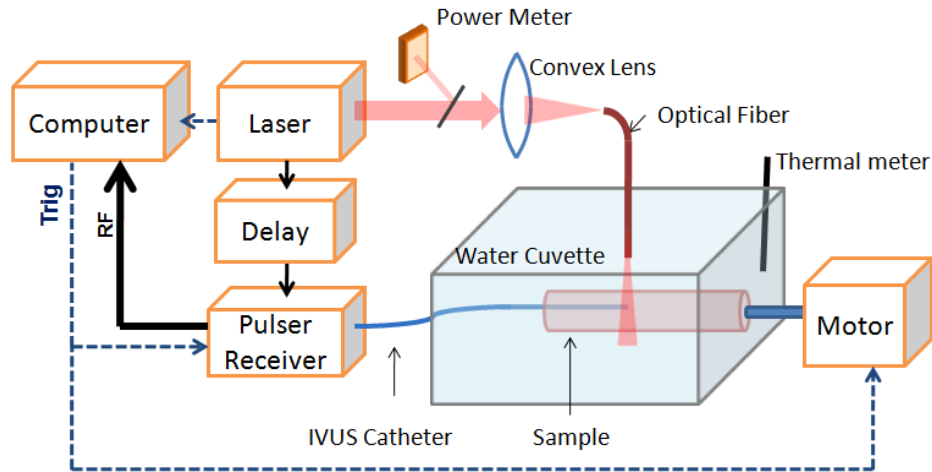 Power Meter
Convex Lens
Computer
Laser
Optical Fiber
Thermal meter
Trig
RF
Delay
Water Cuvette
Pulser
Receiver
Motor
IVUS Catheter
Sample